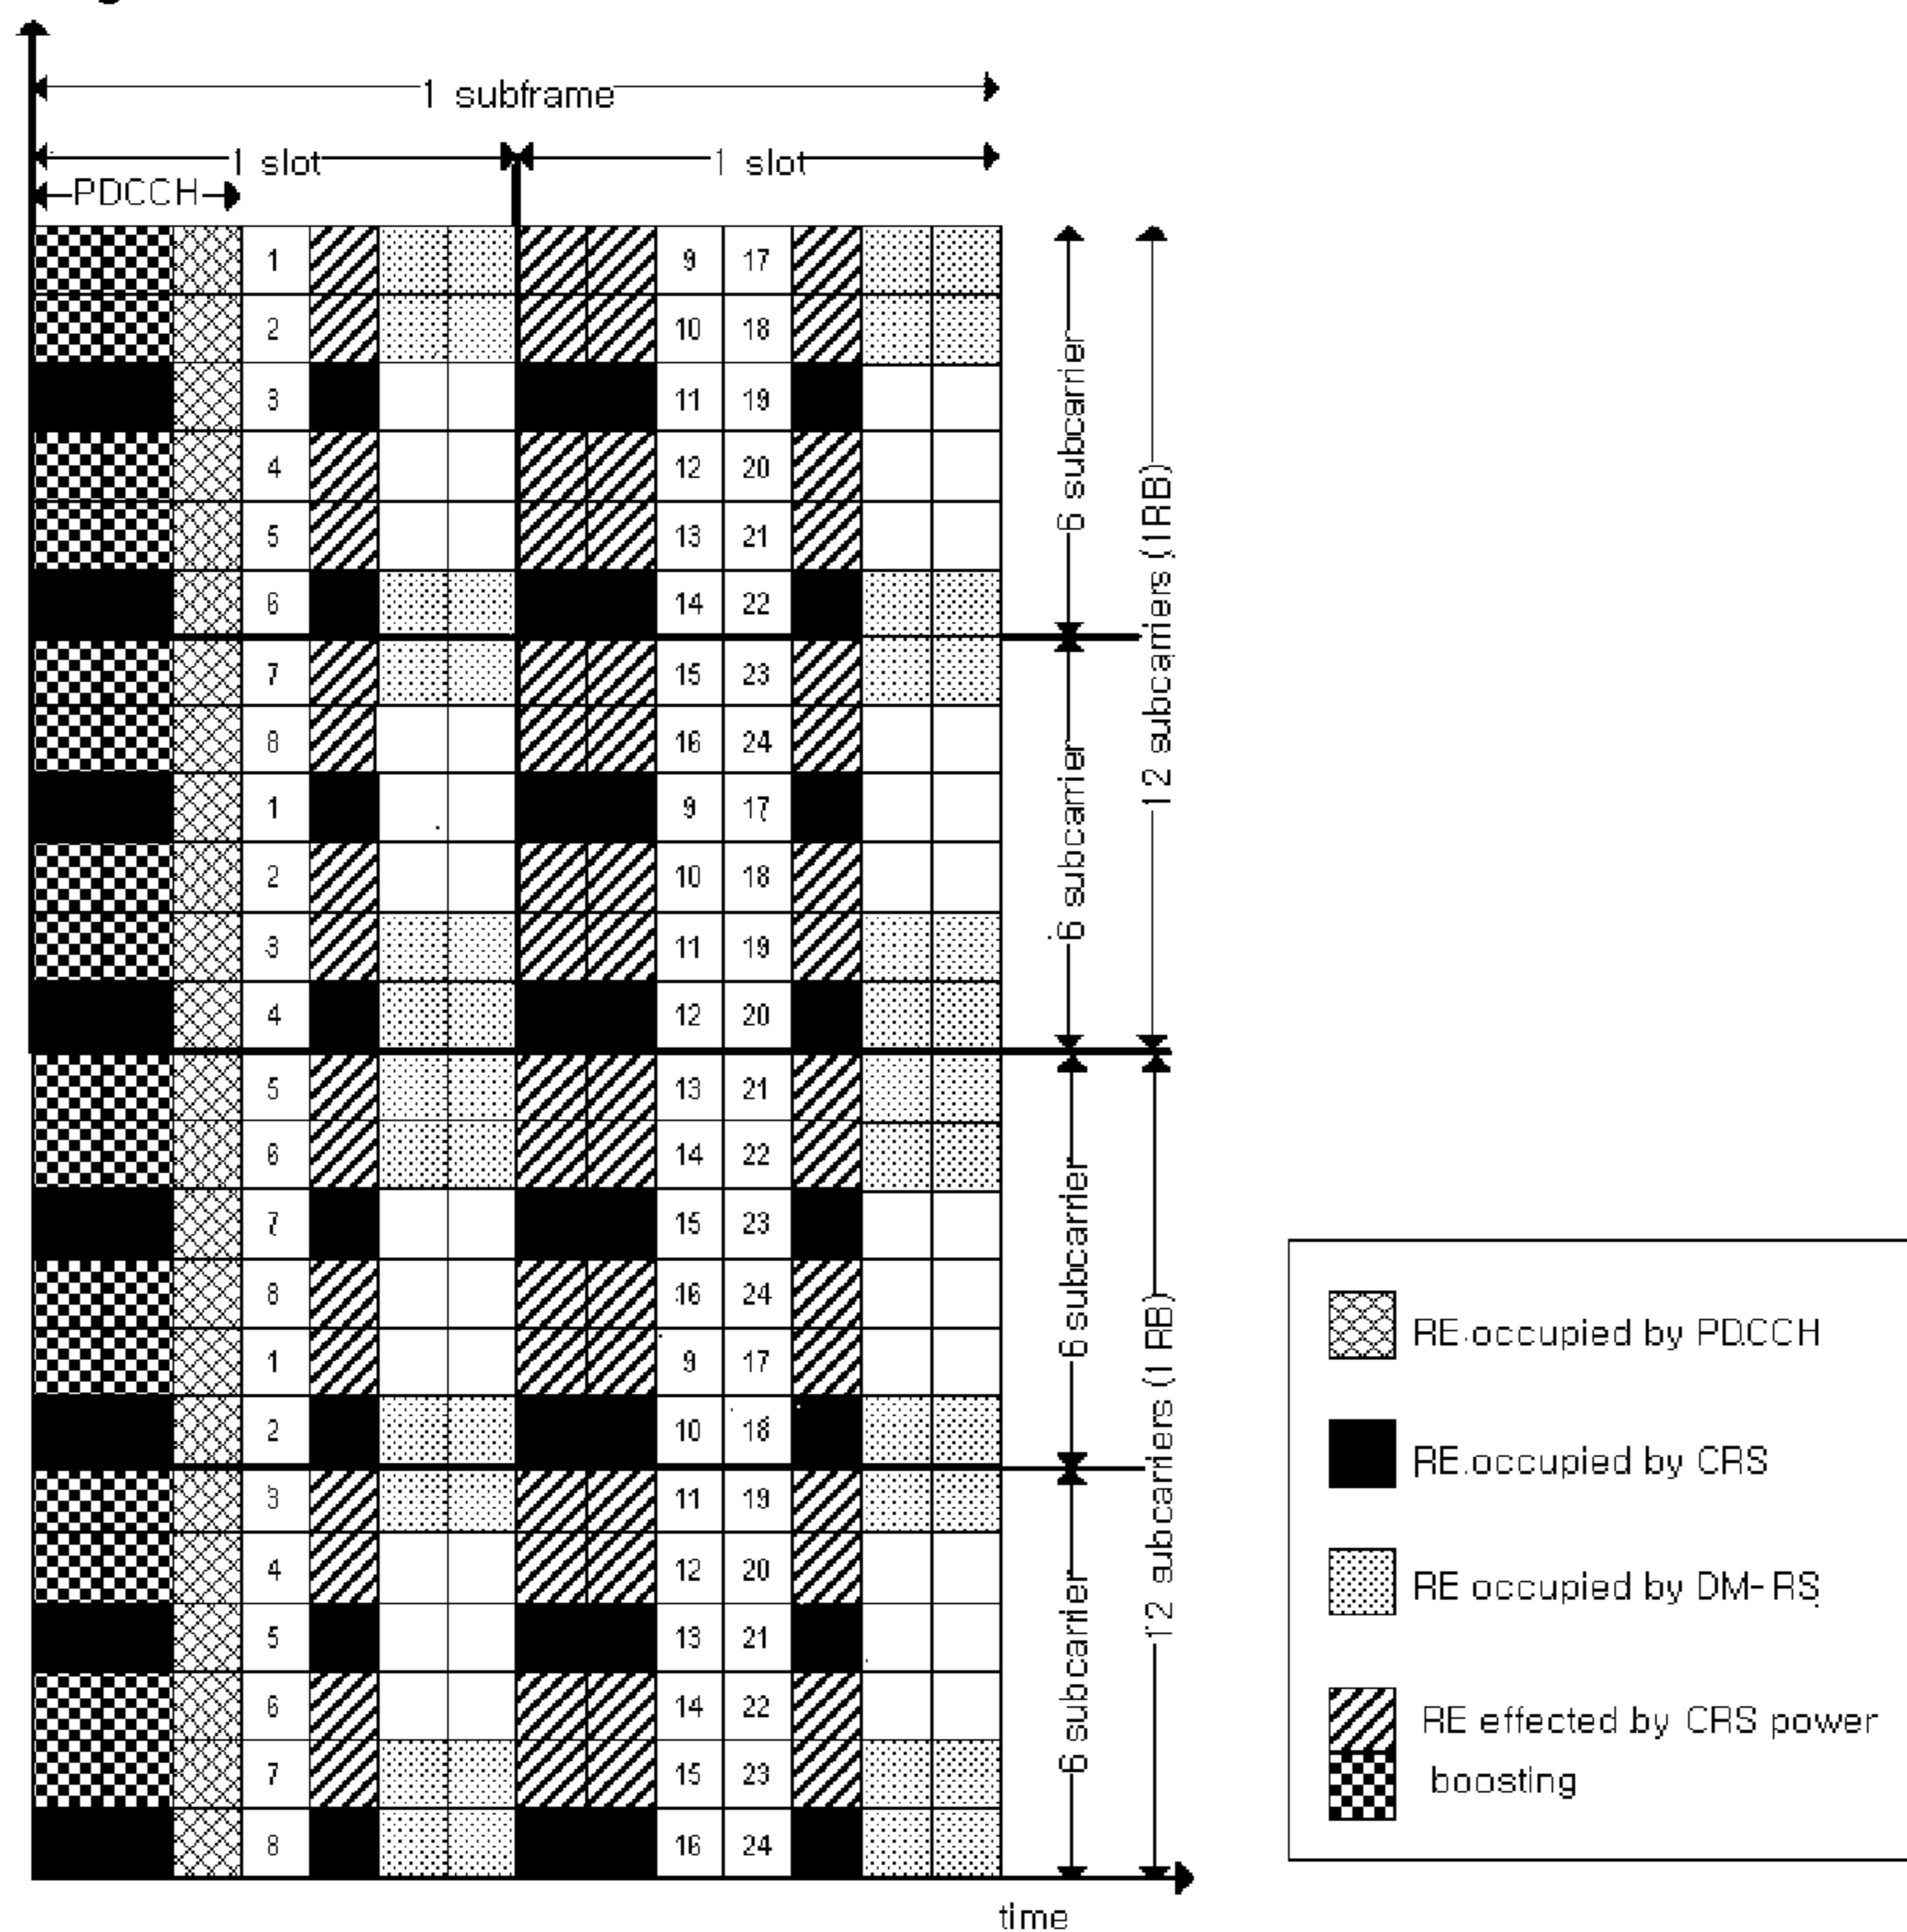 1 subframe
1 slot 1 slot
PDCCH
1 9 17
2 10 18
3 11 19
4 12 20
5 13 21
6 14 22
7 15 23
8 16 24
1 9 17
2 10 18
3 11 19
4 12 20
5 13 21
6 14 22
7 15 23
8 16 24
1 9 17
2 10 18
3 11 19
4 12 20
5 13 21
6 14 22
7 15 23
8 16 24
6 subcarrier
6 subcarrier
6 subcarrier
6 subcarrier
12 subcarriers (1RB)
12 subcarriers (1 RB)
time
RE occupied by PDCCH
RE occupied by CRS
RE occupied by DM-RS
RE effected by CRS power
boosting